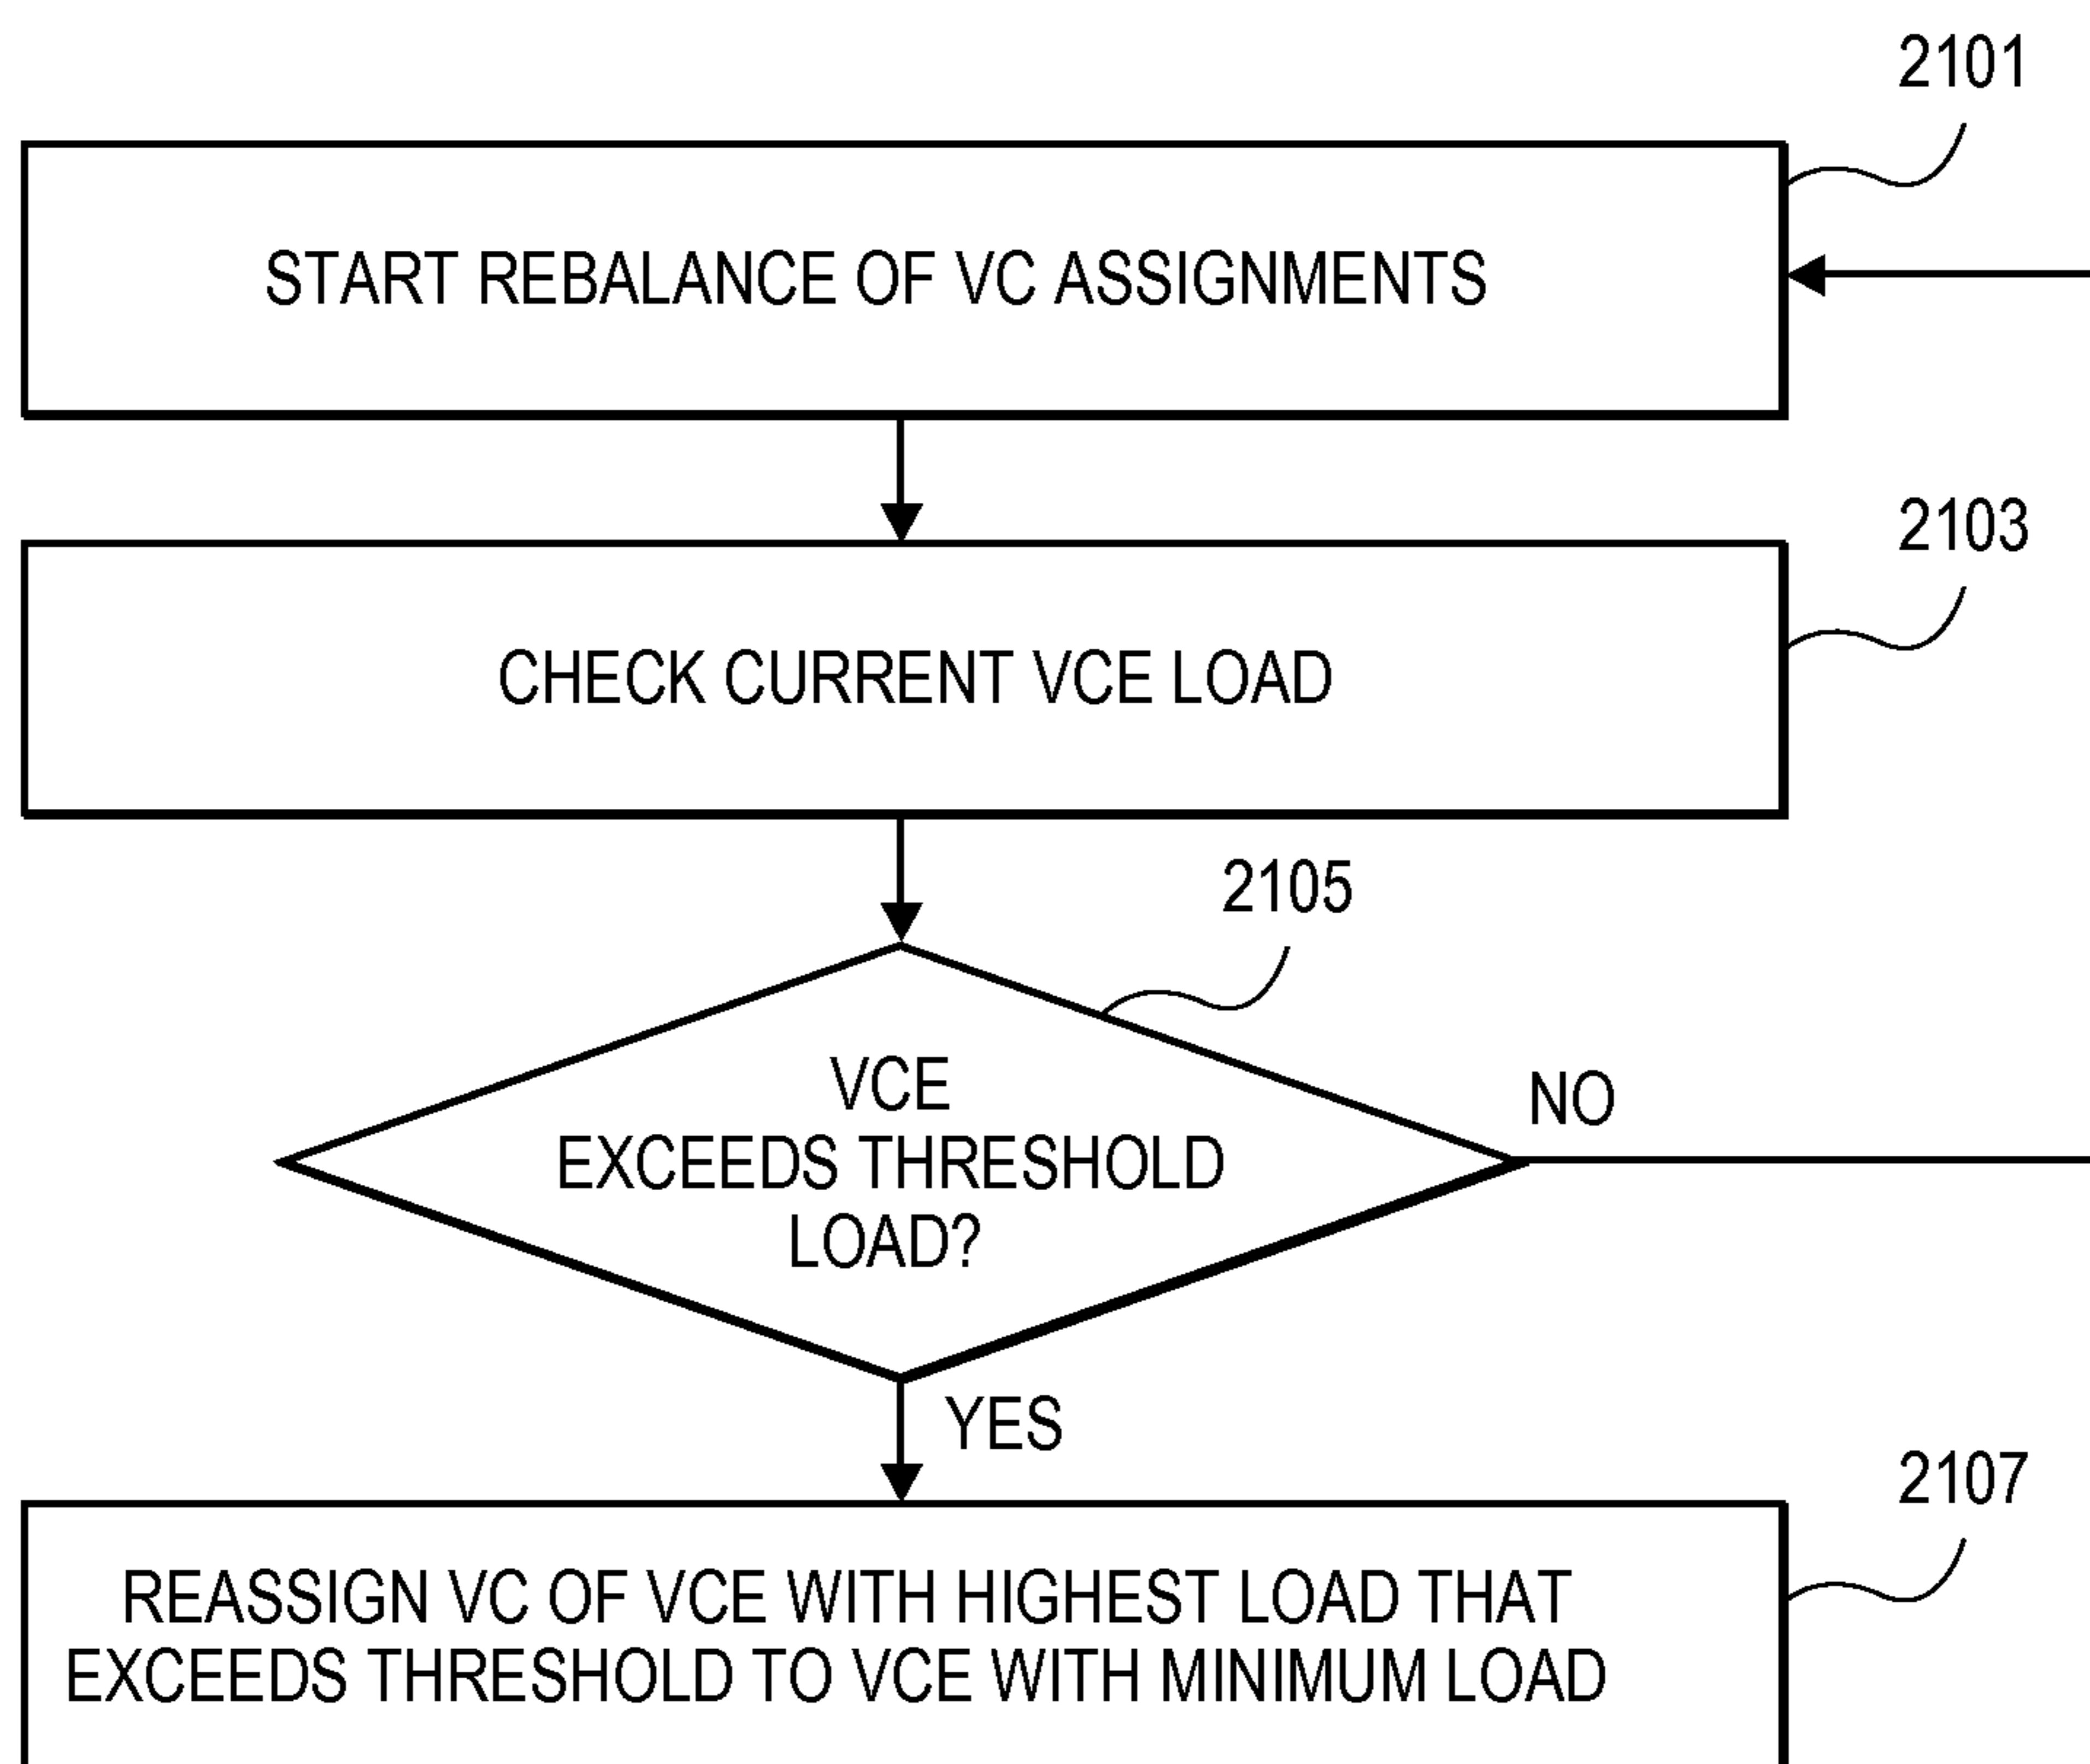 2101
START REBALANCE OF VC ASSIGNMENTS
2103
CHECK CURRENT VCE LOAD
2105
VCE
EXCEEDS THRESHOLD
LOAD?
NO
YES
2107
REASSIGN VC OF VCE WITH HIGHEST LOAD THAT
EXCEEDS THRESHOLD TO VCE WITH MINIMUM LOAD